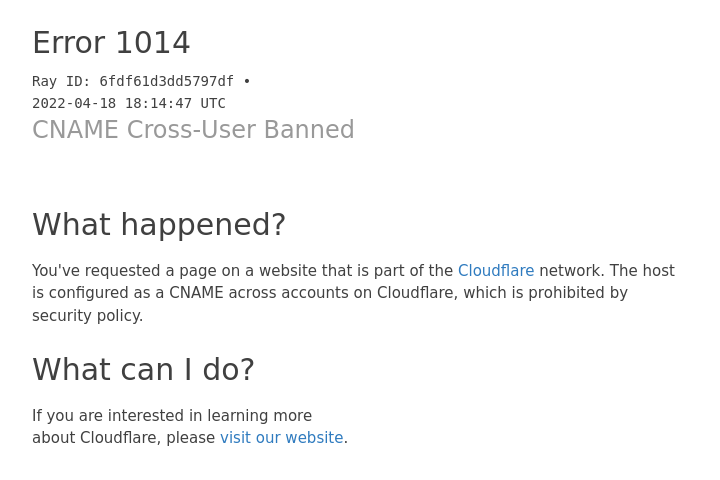 Error 1014
Ray ID: 6fdf61d3dd5797df •
2022-04-18 18:14:47 UTC
CNAME Cross-User Banned
What happened?
You've requested a page on a website that is part of the Cloudflare network. The host
is configured as a CNAME across accounts on Cloudflare, which is prohibited by
security policy.
What can I do?
If you are interested in learning more
about Cloudflare, please visit our website.